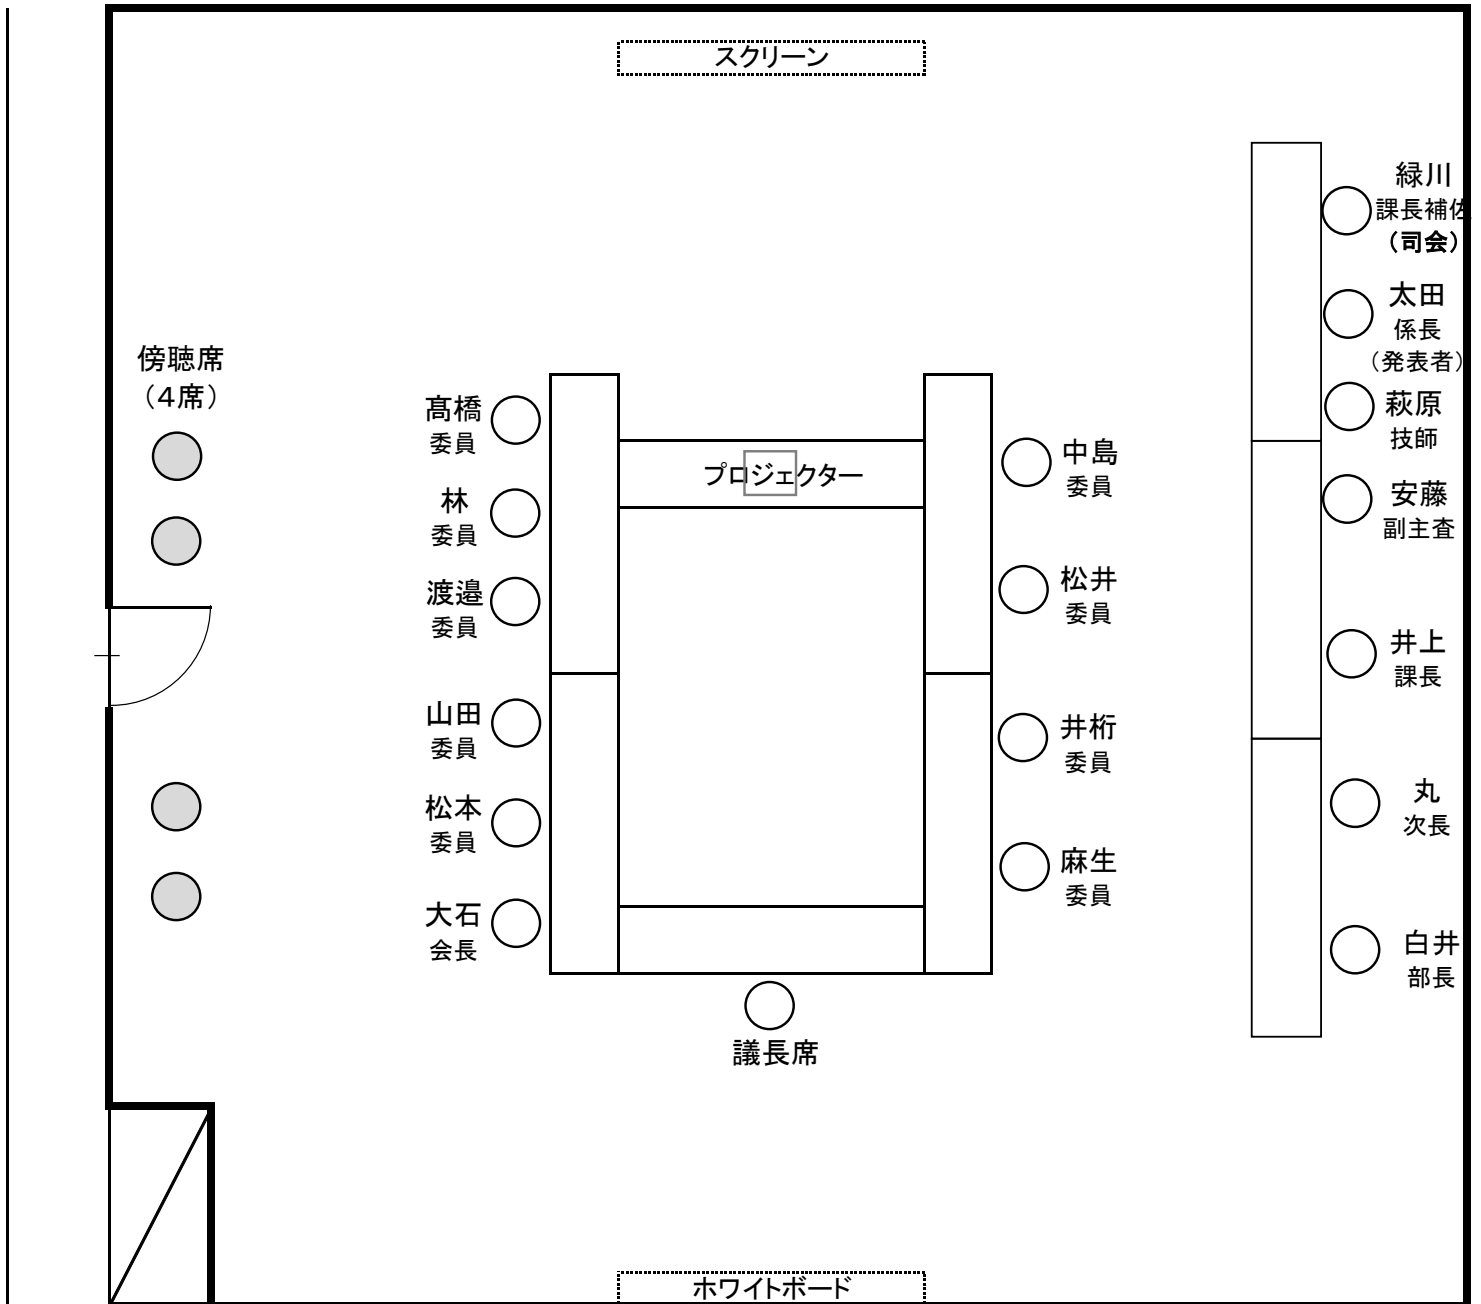 スクリーン
緑川
課長補佐
（司会）
太田
係長
（発表者）
萩原
技師
安藤
副主査
井上
課長
丸
次長
白井
部長
傍聴席
（４席）
髙橋
委員
林
委員
渡邉
委員
山田
委員
松本
委員
大石
会長
プロジェクター
中島
委員
松井
委員
井桁
委員
麻生
委員
議長席
ホワイトボード